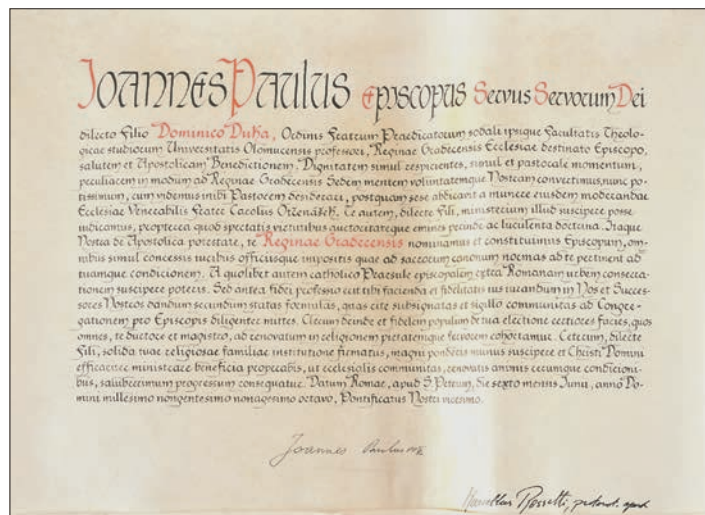 JOANNES PAULUS EPISCOPUS SERVUS SERVORUM DEI
dilecto Filio Dominico Duka, Ordinis Fratrum Praedicatorum sodali ipsique Facultatis Theolo-
gicae studiorum Universitatis Olomucensis professori, Reginae Gradecensis Ecclesiae destinato Episcopo,
salutem et Apostolicam Benedictionem. Dignitatem simul respicientes, simul et pastorale momentum,
peculiarem in modum ad Reginae Gradecensis Sedem mentem voluntatemque Nostram convertimus, nunc po-
tissimum, cum videmus inibi Pastorem desiderari, postquam sese abdicavit a munere eiusdem moderandae
Ecclesiae Venerabilis Frater Carolus Otčenášek. Te autem, dilecte fili, ministerium illud suscipere posse
iudicamus, propterea quod spectatis virtutibus auctoritateque emines perinde ac luculenta doctrina. Itaque
Nostra de Apostolica potestate, te Reginae Gradecensis nominamus et constituimus Episcopum, om-
nibus simul concessis iuribus officiisque impositis quae ad sacrorum canonum normas ad te pertinent ad
tuamque condicionem. A quolibet autem catholico Praesule episcopalem extra Romanam urbem consecra-
tionem suscipere poteris. Sed antea fidei professio erit tibi facienda et fidelitatis ius iurandum in Nos et Succes-
sores Nostros dandum secundum statas formulas, quas rite subsignatas et sigillo communitas ad Congre-
gationem pro Episcopis diligenter mittes. Clerum deinde et fidelem populum de tua electione certiores facies, quos
omnes, te ductore et magistro, ad renovatum in religionem pietatemque fervorem cohortamur. Ceterum, dilecte
Fili, solida tuae religiosae familiae institutione firmatus, magni ponderis munus suscipere et Christi Domini
efficaciter ministrare beneficia properabis, ut ecclesialis communitas, renovatis animis rerumque condicioni-
bus, saluberrimum progressum consequatur. Datum Romae, apud S. Petrum, die sexto mensis Iunii, anno Do-
mini millesimo nongentesimo nonagesimo octavo, Pontificatus Nostri vicesimo.
Joannes Paulus PP. II
Marcellus Rossetti, protonot. apost.